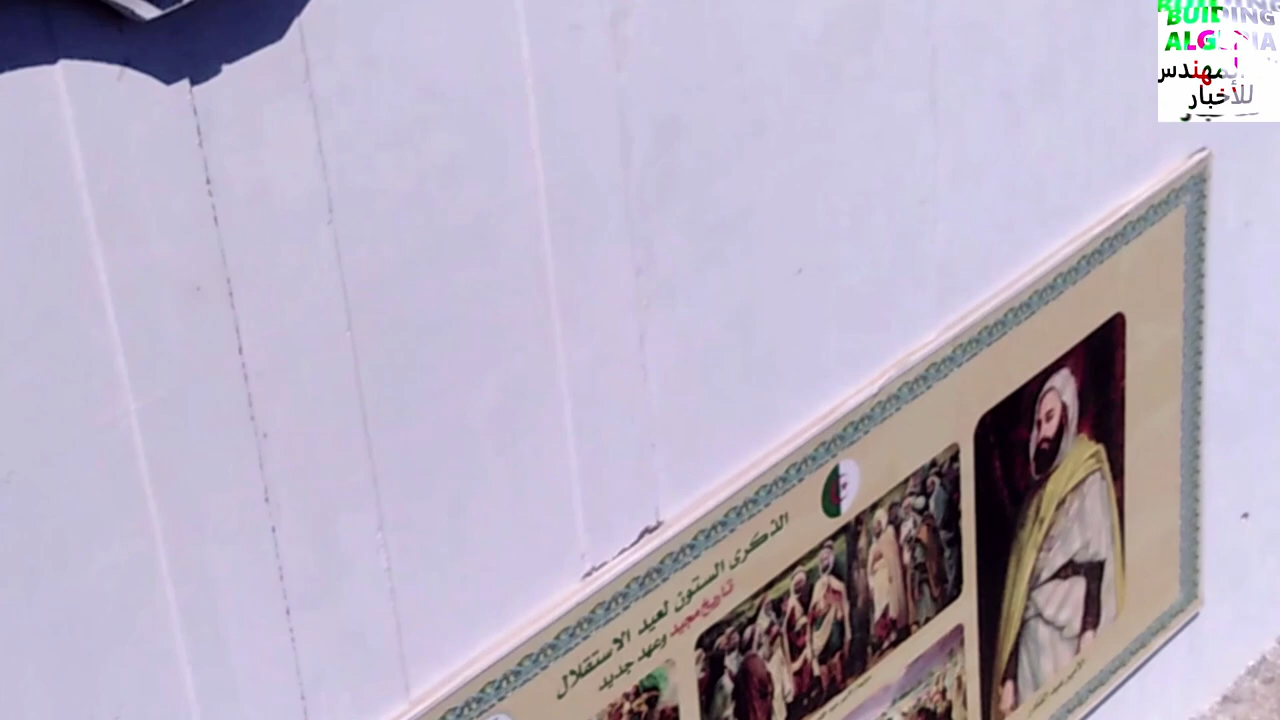 BUILDING
ALGERIA
المهندس
للأخبار
الذكرى الستون لعيد الاستقلال
تاريخ مجيد وعهد جديد